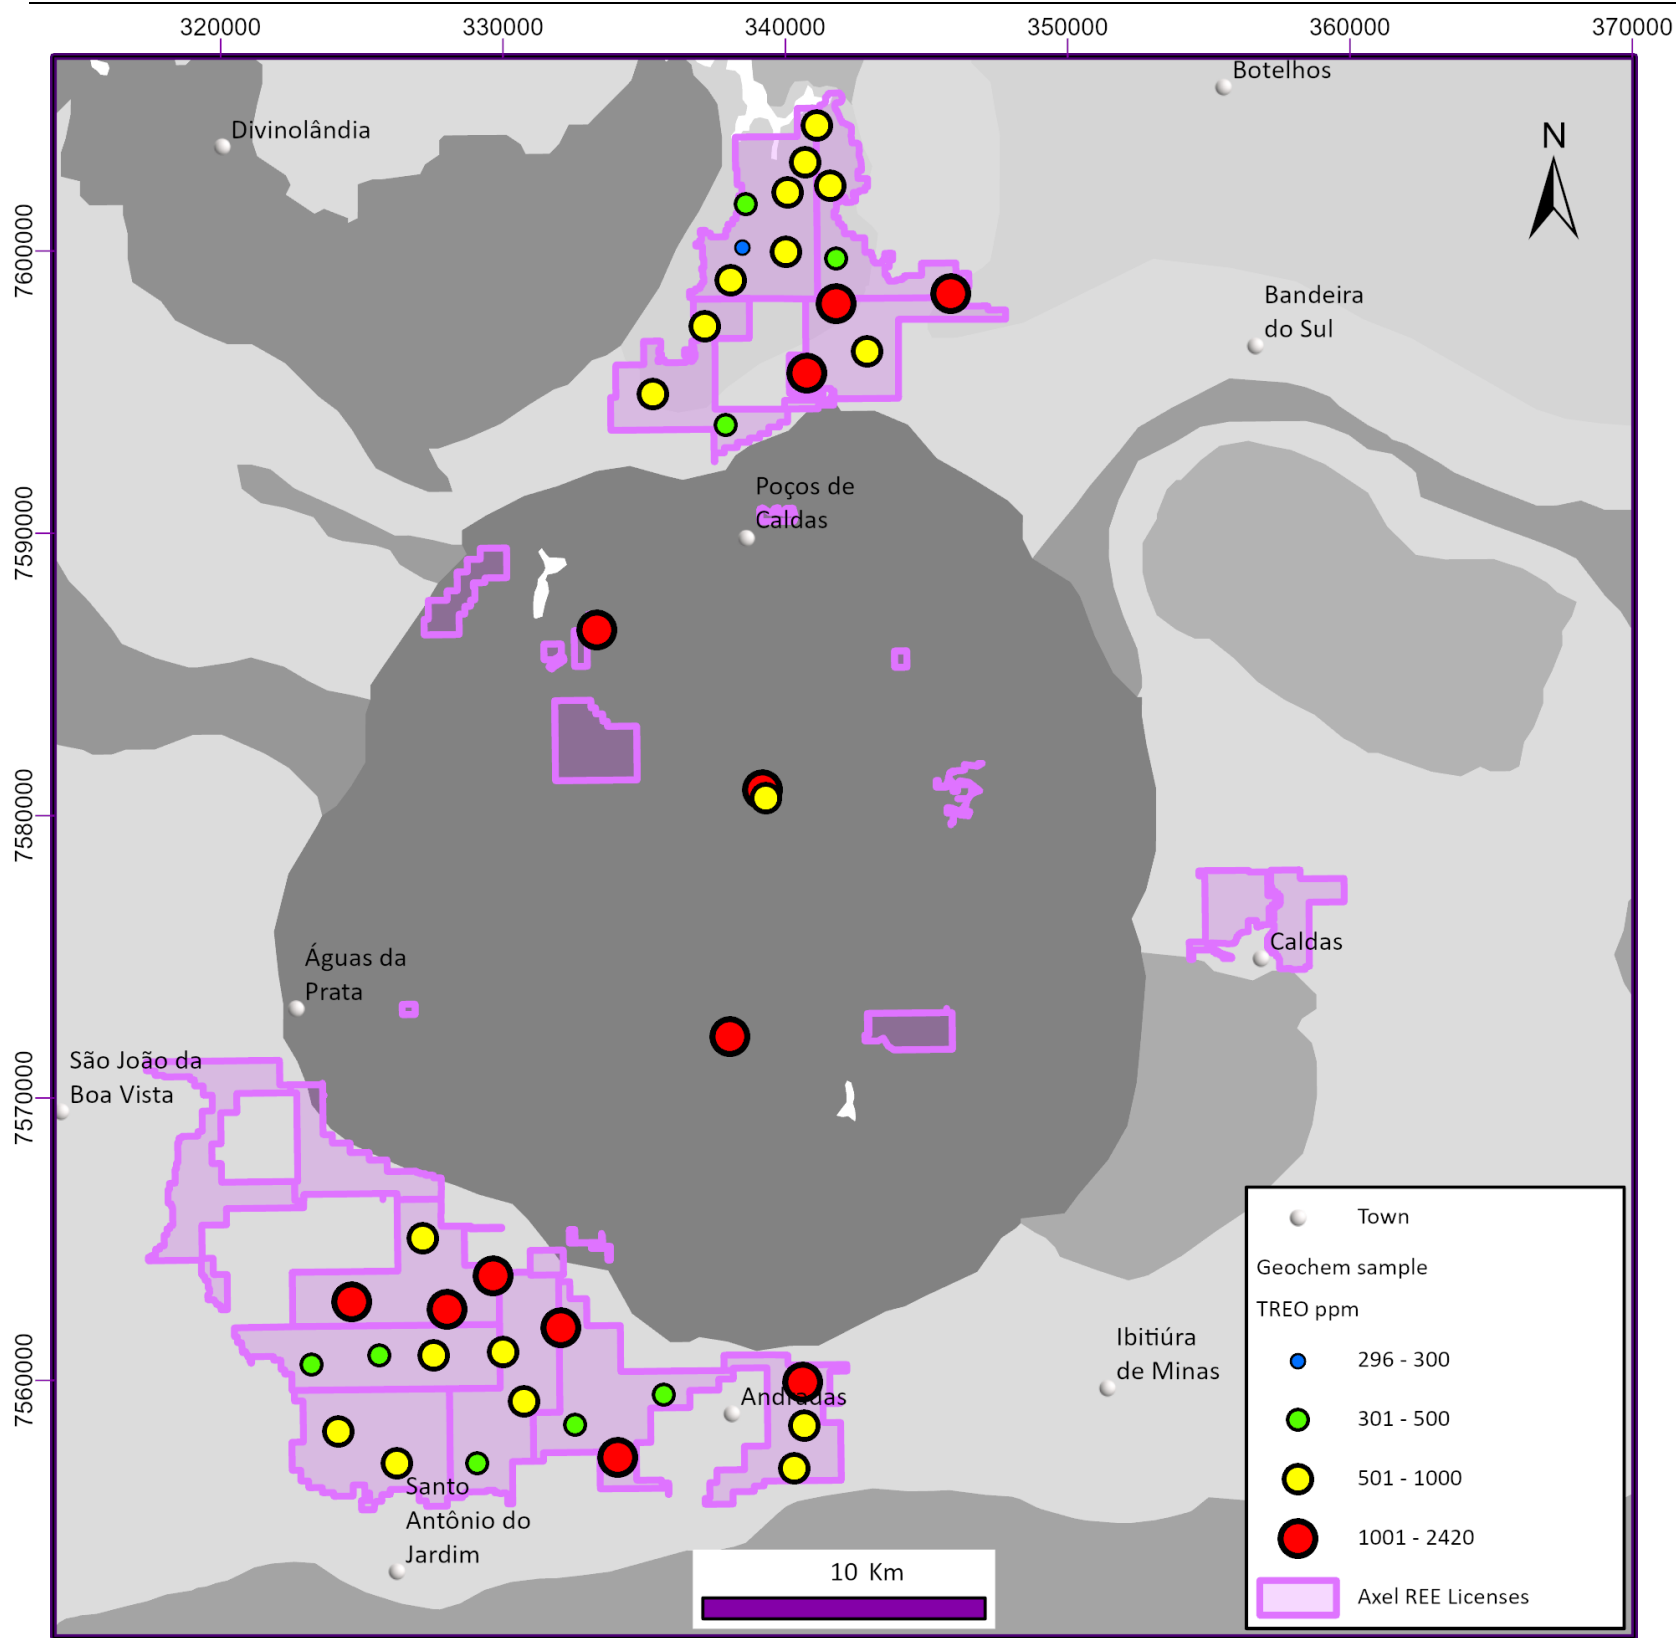 320000 330000 340000 350000 360000 370000
Botelhos
Divinolândia
N
7600000
Bandeira
do Sul
Poços de
Caldas
7590000
7580000
Caldas
Águas da
Prata
São João da
Boa Vista
7570000
Ibitiúra
de Minas
7560000
Andradas
Santo
Antônio do
Jardim
10 Km
Town
Geochem sample
TREO ppm
296 - 300
301 - 500
501 - 1000
1001 - 2420
Axel REE Licenses